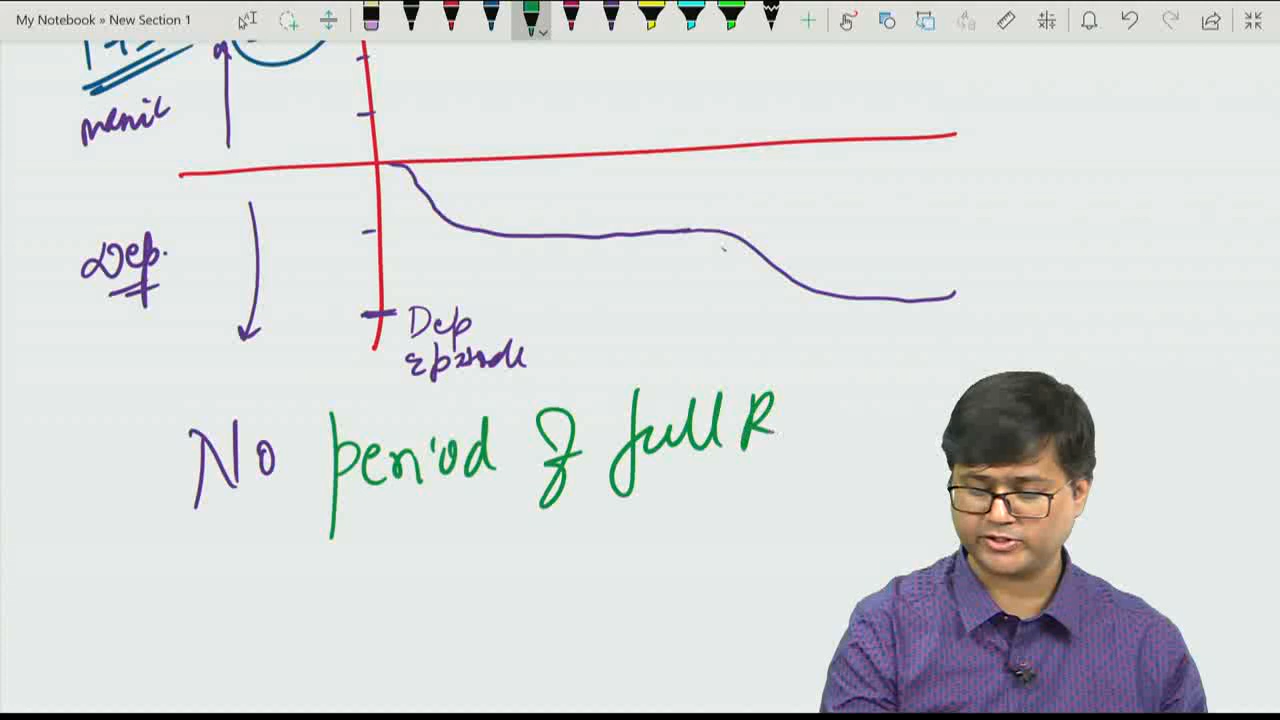 My Notebook » New Section 1
manic
Dep.
Dep
episode
No period of full R